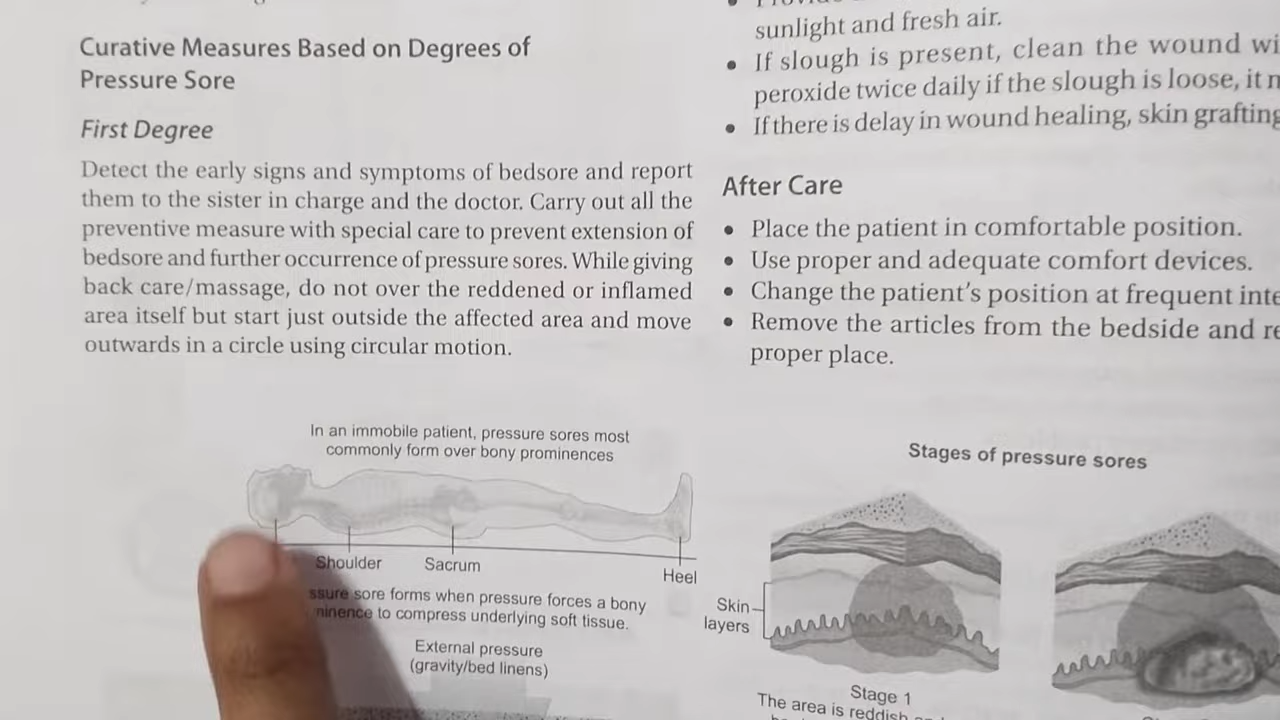 Curative Measures Based on Degrees of
Pressure Sore
First Degree
Detect the early signs and symptoms of bedsore and report
them to the sister in charge and the doctor. Carry out all the
preventive measure with special care to prevent extension of
bedsore and further occurrence of pressure sores. While giving
back care/massage, do not over the reddened or inflamed
area itself but start just outside the affected area and move
outwards in a circle using circular motion.
In an immobile patient, pressure sores most
commonly form over bony prominences
Shoulder
Sacrum
Heel
ssure sore forms when pressure forces a bony
minence to compress underlying soft tissue.
External pressure
(gravity/bed linens)
sunlight and fresh air.
• If slough is present, clean the wound wi
peroxide twice daily if the slough is loose, it
• If there is delay in wound healing, skin grafting
After Care
• Place the patient in comfortable position.
• Use proper and adequate comfort devices.
• Change the patient's position at frequent inte
• Remove the articles from the bedside and re
proper place.
Stages of pressure sores
Skin
layers
Stage 1
The area is reddish